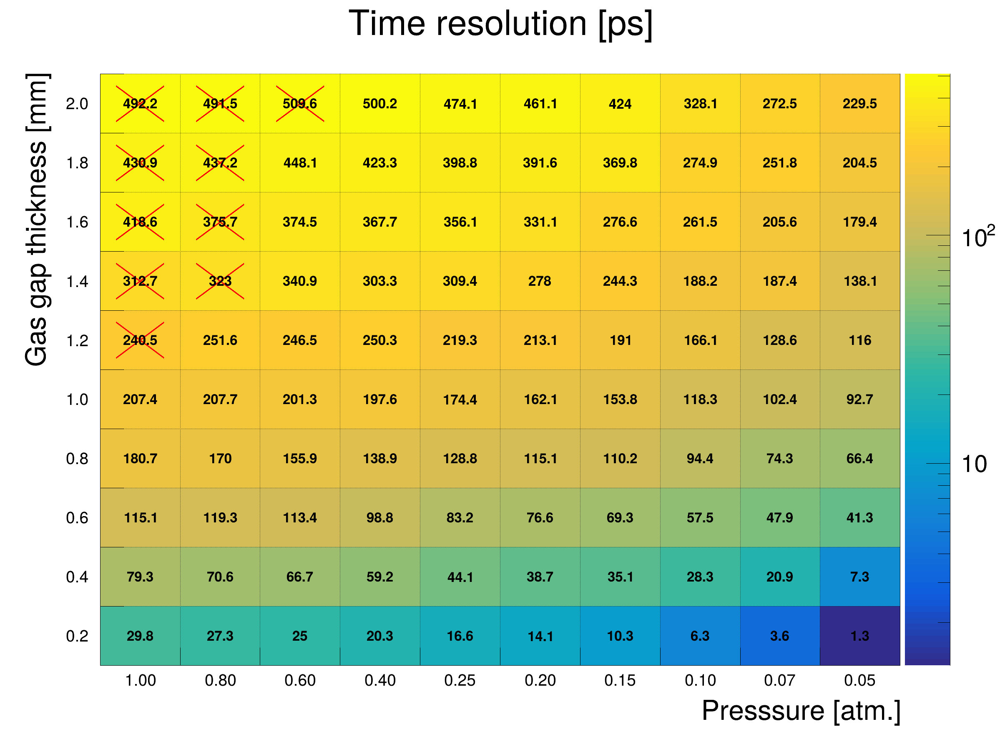 Time resolution [ps]
Gas gap thickness [mm]
2.0 492.2 491.5 509.6 500.2 474.1 461.1 424 328.1 272.5 229.5
1.8 430.9 437.2 448.1 423.3 398.8 391.6 369.8 274.9 251.8 204.5
1.6 418.6 375.7 374.5 367.7 356.1 331.1 276.6 261.5 205.6 179.4
10²
1.4 312.7 323 340.9 303.3 309.4 278 244.3 188.2 187.4 138.1
1.2 240.5 251.6 246.5 250.3 219.3 213.1 191 166.1 128.6 116
1.0 207.4 207.7 201.3 197.6 174.4 162.1 153.8 118.3 102.4 92.7
0.8 180.7 170 155.9 138.9 128.8 115.1 110.2 94.4 74.3 66.4
10
0.6 115.1 119.3 113.4 98.8 83.2 76.6 69.3 57.5 47.9 41.3
0.4 79.3 70.6 66.7 59.2 44.1 38.7 35.1 28.3 20.9 7.3
0.2 29.8 27.3 25 20.3 16.6 14.1 10.3 6.3 3.6 1.3
1.00 0.80 0.60 0.40 0.25 0.20 0.15 0.10 0.07 0.05
Presssure [atm.]